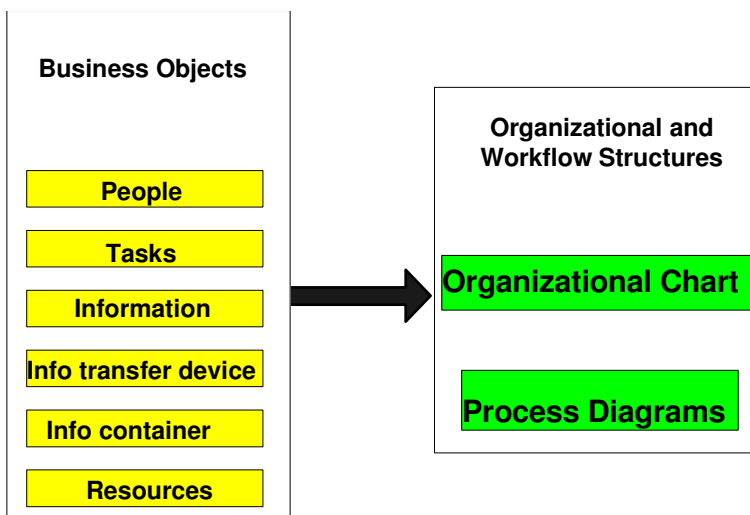 Business Objects
People
Tasks
Information
Info transfer device
Info container
Resources
Organizational and
Workflow Structures
Organizational Chart
Process Diagrams